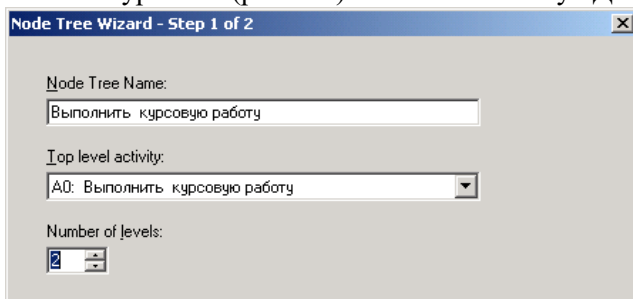 Node Tree Wizard - Step 1 of 2
Node Tree Name:
Выполнить курсовую работу
Top level activity:
A0: Выполнить курсовую работу
Number of levels:
2